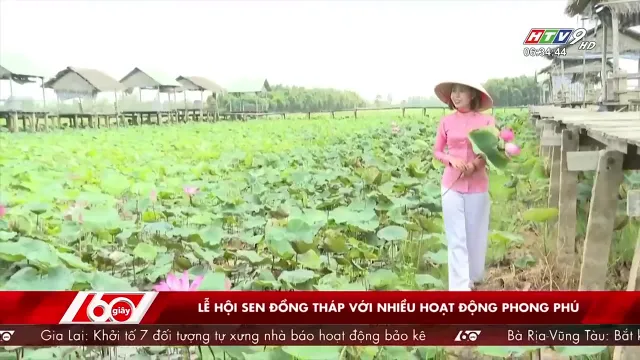 HTV9 HD
06:34:44
60 giây
LỄ HỘI SEN ĐỒNG THÁP VỚI NHIỀU HOẠT ĐỘNG PHONG PHÚ
Gia Lai: Khởi tố 7 đối tượng tự xưng nhà báo hoạt động bảo kê
60 Bà Rịa-Vũng Tàu: Bắt